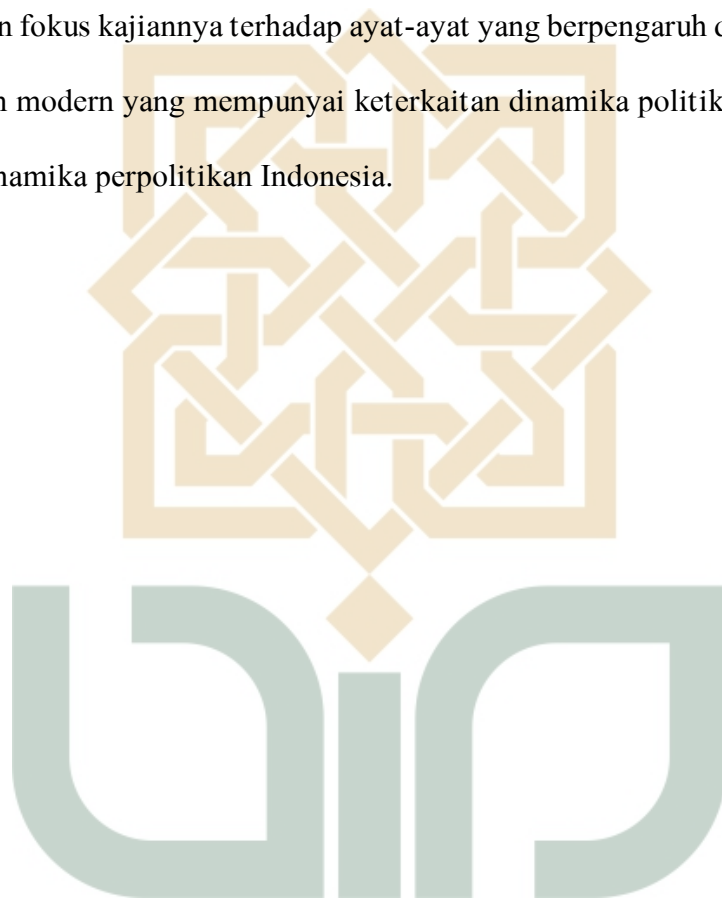 n fokus kajiannya terhadap ayat-ayat yang berpengaruh d
n modern yang mempunyai keterkaitan dinamika politik
namika perpolitikan Indonesia.